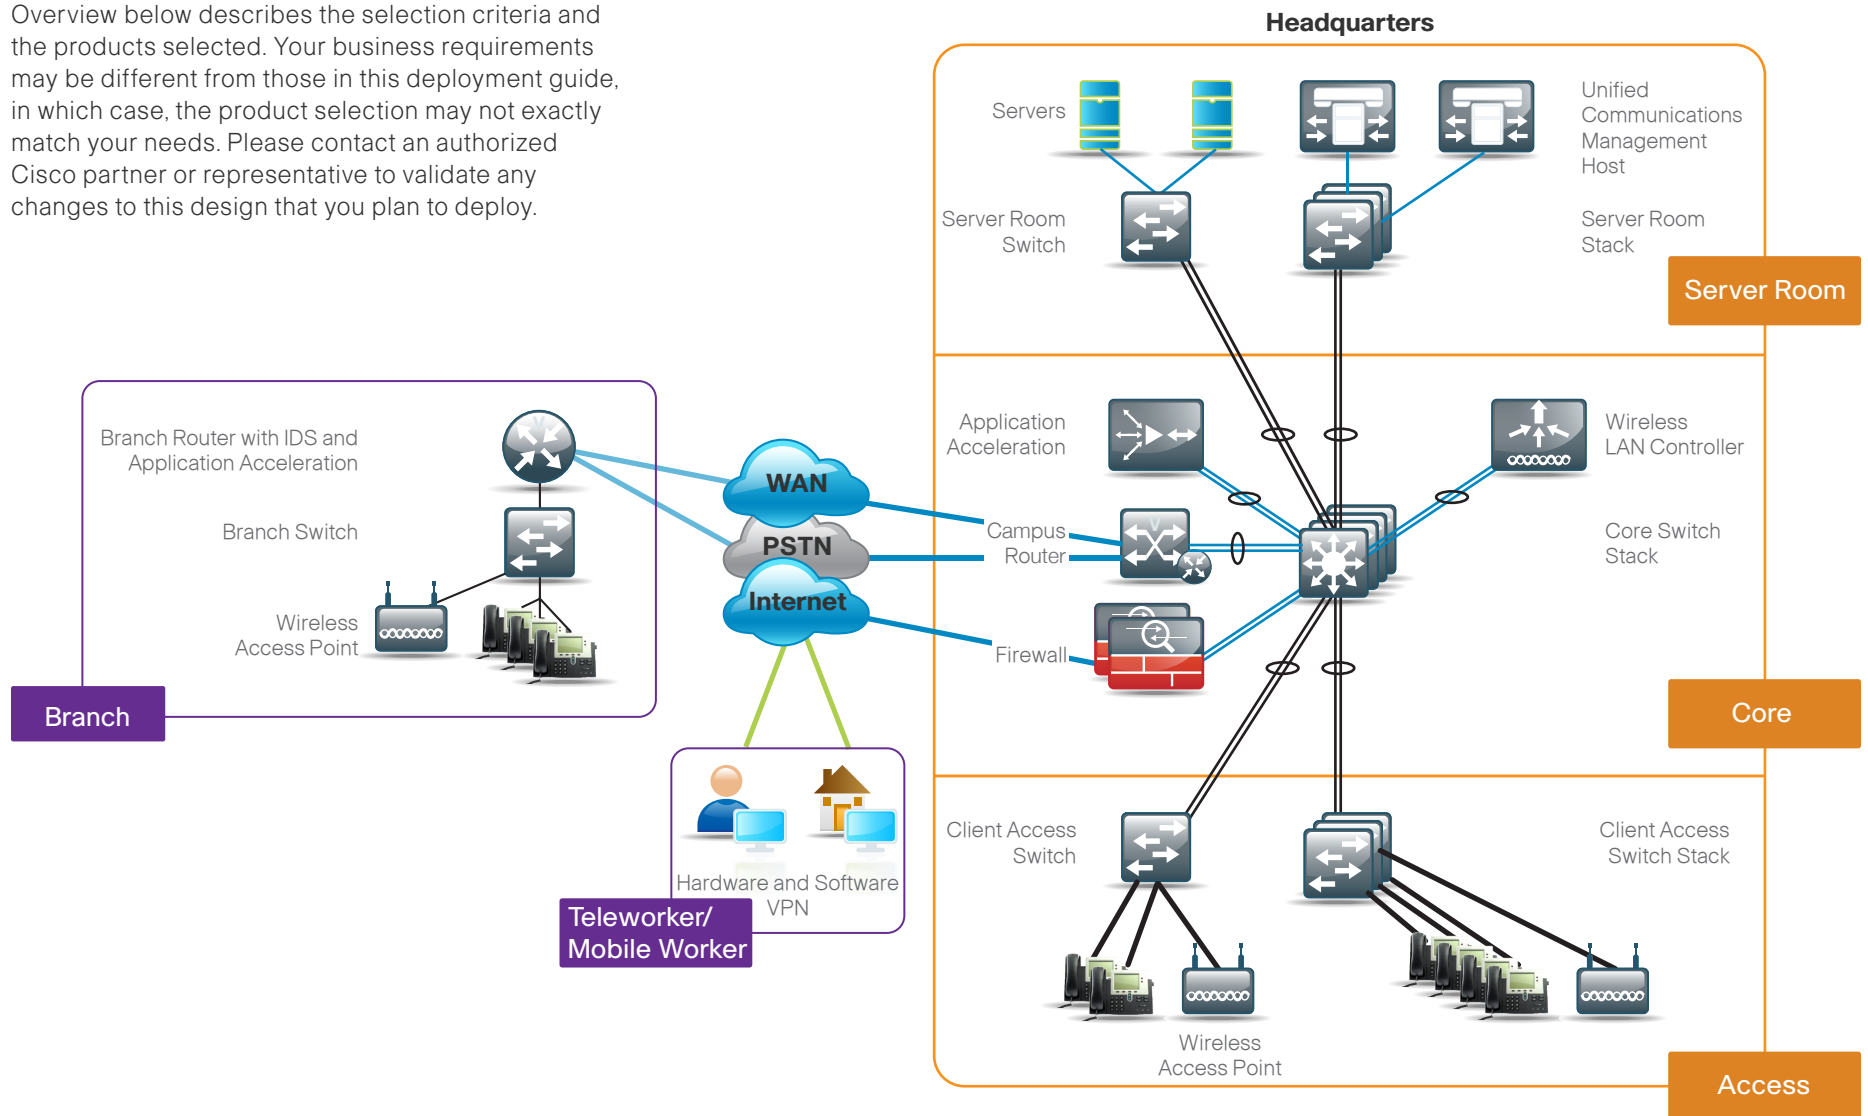 Overview below describes the selection criteria and
the products selected. Your business requirements
may be different from those in this deployment guide,
in which case, the product selection may not exactly
match your needs. Please contact an authorized
Cisco partner or representative to validate any
changes to this design that you plan to deploy.
Headquarters
Servers
Unified
Communications
Management
Host
Server Room
Switch
Server Room
Stack
Server Room
Branch Router with IDS and
Application Acceleration
Branch Switch
Wireless
Access Point
Branch
WAN
PSTN
Internet
Application
Acceleration
Wireless
LAN Controller
Campus
Router
Core Switch
Stack
Firewall
Core
Hardware and Software
VPN
Teleworker/
Mobile Worker
Client Access
Switch
Client Access
Switch Stack
Wireless
Access Point
Access